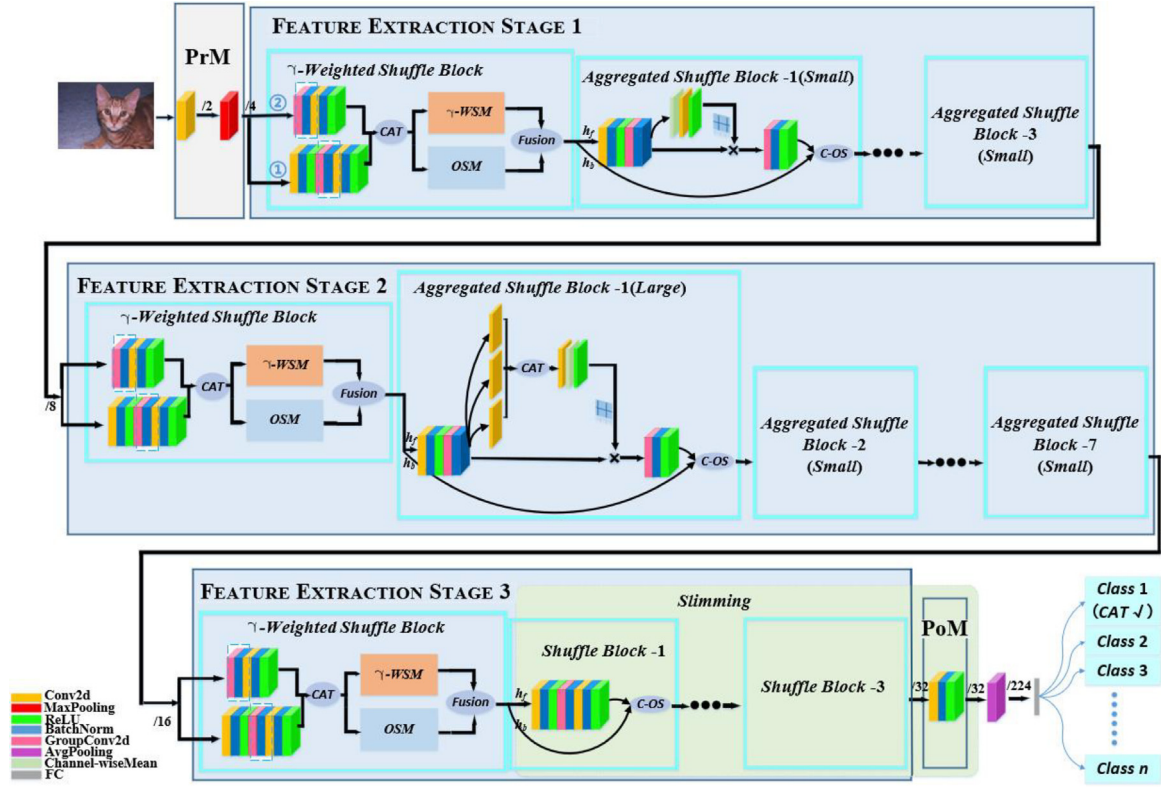 PrM
/2
/4
FEATURE EXTRACTION STAGE 1
γ-Weighted Shuffle Block
②
①
CAT
γ-WSM
OSM
Fusion
Aggregated Shuffle Block -1(Small)
h_f
h_b
×
C-OS
●●●
Aggregated Shuffle
Block -3
(Small)
FEATURE EXTRACTION STAGE 2
/8
γ-Weighted Shuffle Block
CAT
γ-WSM
OSM
Fusion
Aggregated Shuffle Block -1(Large)
h_f
h_b
CAT
×
C-OS
Aggregated Shuffle
Block -2
(Small)
●●●
Aggregated Shuffle
Block -7
(Small)
FEATURE EXTRACTION STAGE 3
/16
γ-Weighted Shuffle Block
CAT
γ-WSM
OSM
Fusion
Slimming
Shuffle Block -1
h_f
h_b
C-OS
●●●
Shuffle Block -3
/32
PoM
/32
/224
Class 1
(CAT √)
Class 2
Class 3
Class n
Conv2d
MaxPooling
ReLU
BatchNorm
GroupConv2d
AvgPooling
Channel-wiseMean
FC